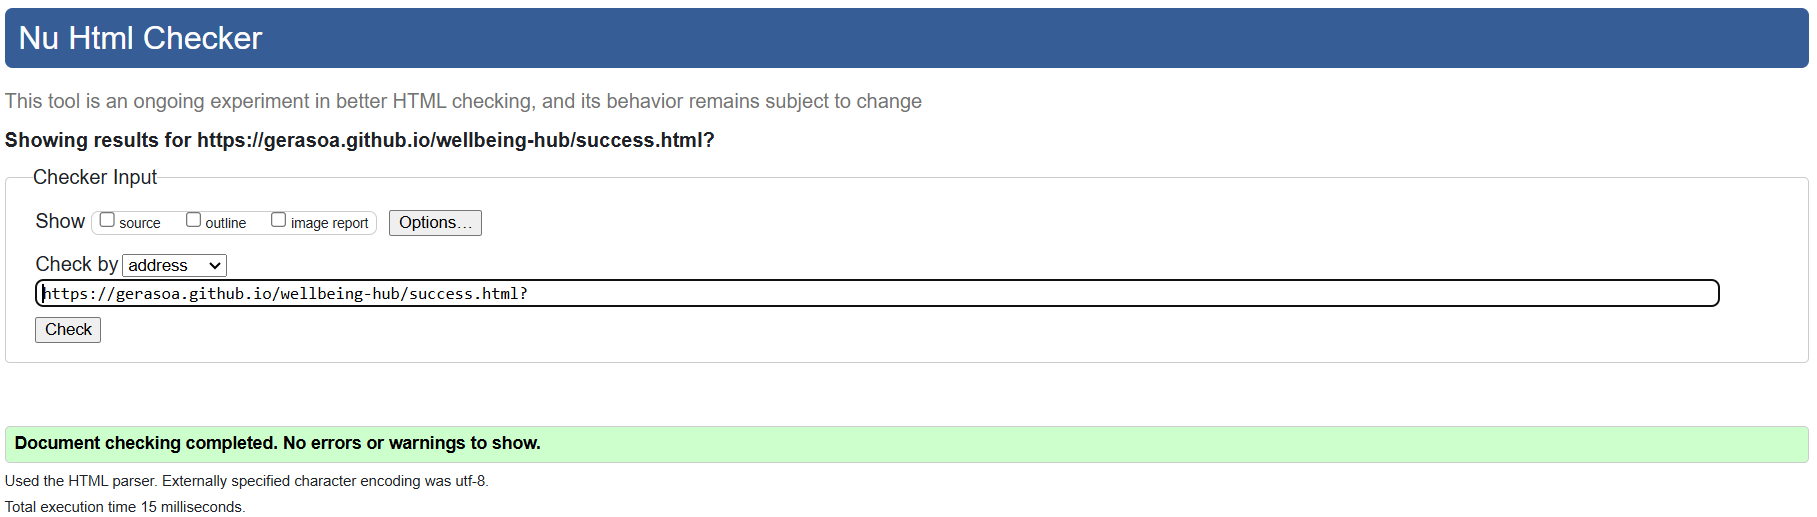 Nu Html Checker
This tool is an ongoing experiment in better HTML checking, and its behavior remains subject to change
Showing results for https://gerasoa.github.io/wellbeing-hub/success.html?
Checker Input
Show source outline image report Options...
Check by address
https://gerasoa.github.io/wellbeing-hub/success.html?
Check
Document checking completed. No errors or warnings to show.
Used the HTML parser. Externally specified character encoding was utf-8.
Total execution time 15 milliseconds.